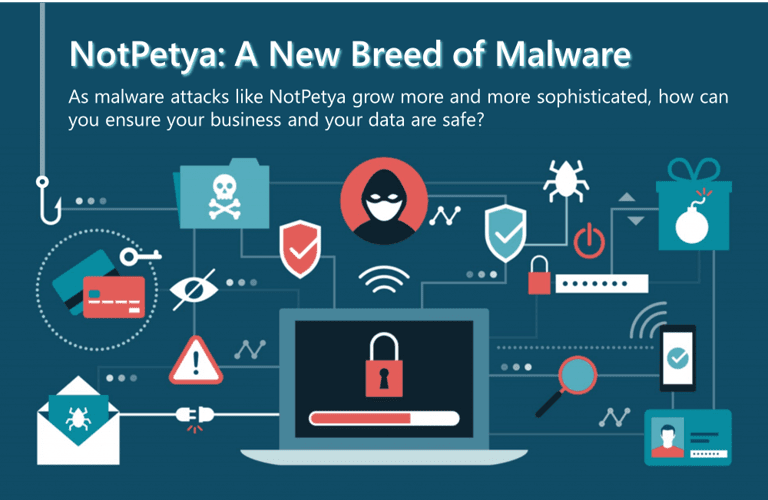 NotPetya: A New Breed of Malware
As malware attacks like NotPetya grow more and more sophisticated, how can
you ensure your business and your data are safe?